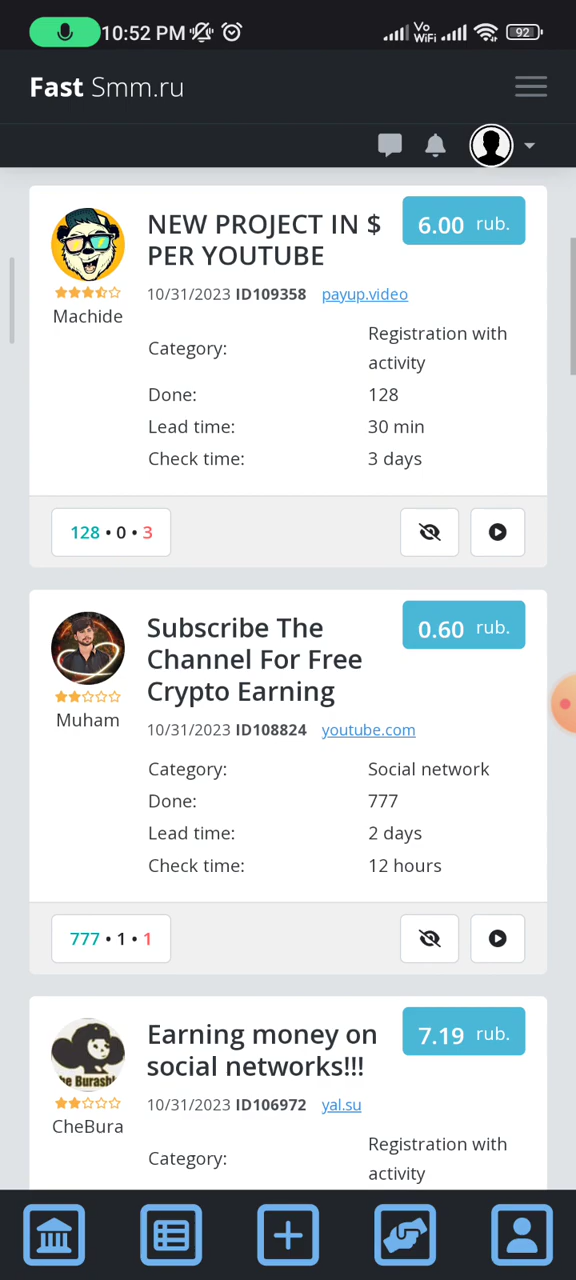 10:52 PM
Vo
WiFi
92
Fast Smm.ru
NEW PROJECT IN $
PER YOUTUBE
6.00 rub.
10/31/2023 ID109358 payup.video
Machide
Category:
Registration with
activity
Done:
128
Lead time:
30 min
Check time:
3 days
128 • 0 • 3
Subscribe The
Channel For Free
Crypto Earning
0.60 rub.
Muham
10/31/2023 ID108824 youtube.com
Category:
Social network
Done:
777
Lead time:
2 days
Check time:
12 hours
777 • 1 • 1
Earning money on
social networks!!!
7.19 rub.
he Burash
CheBura
10/31/2023 ID106972 yal.su
Category:
Registration with
activity